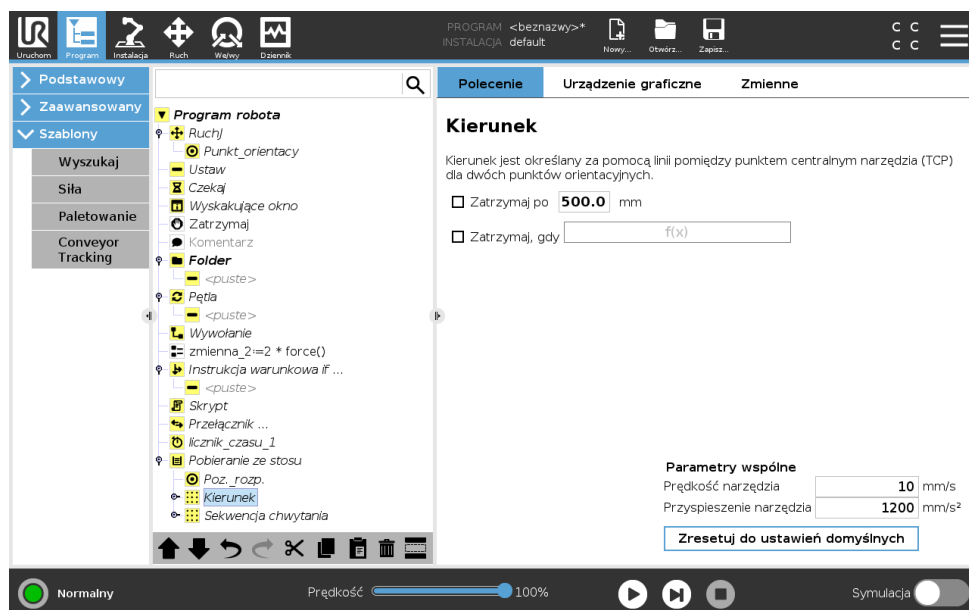 PROGRAM <beznazwy>*
INSTALACJA default
C C
C C
Uruchom Program Instalacja Ruch We/wy Dziennik Nowy... Otwórz... Zapisz...
Podstawowy
Zaawansowany
Szablony
Wyszukaj
Siła
Paletowanie
Conveyor
Tracking
Program robota
RuchJ
Punkt_orientacy
Ustaw
Czekaj
Wyskakujące okno
Zatrzymaj
Komentarz
Folder
<puste>
Pętla
<puste>
Wywołanie
zmienna_2:=2 * force()
Instrukcja warunkowa if ...
<puste>
Skrypt
Przełącznik ...
licznik_czasu_1
Pobieranie ze stosu
Poz._rozp.
Kierunek
Sekwencja chwytania
Polecenie Urządzenie graficzne Zmienne
Kierunek
Kierunek jest określany za pomocą linii pomiędzy punktem centralnym narzędzia (TCP)
dla dwóch punktów orientacyjnych.
Zatrzymaj po 500.0 mm
Zatrzymaj, gdy f(x)
Parametry wspólne
Prędkość narzędzia 10 mm/s
Przyspieszenie narzędzia 1200 mm/s²
Zresetuj do ustawień domyślnych
Normalny Prędkość 100% Symulacja